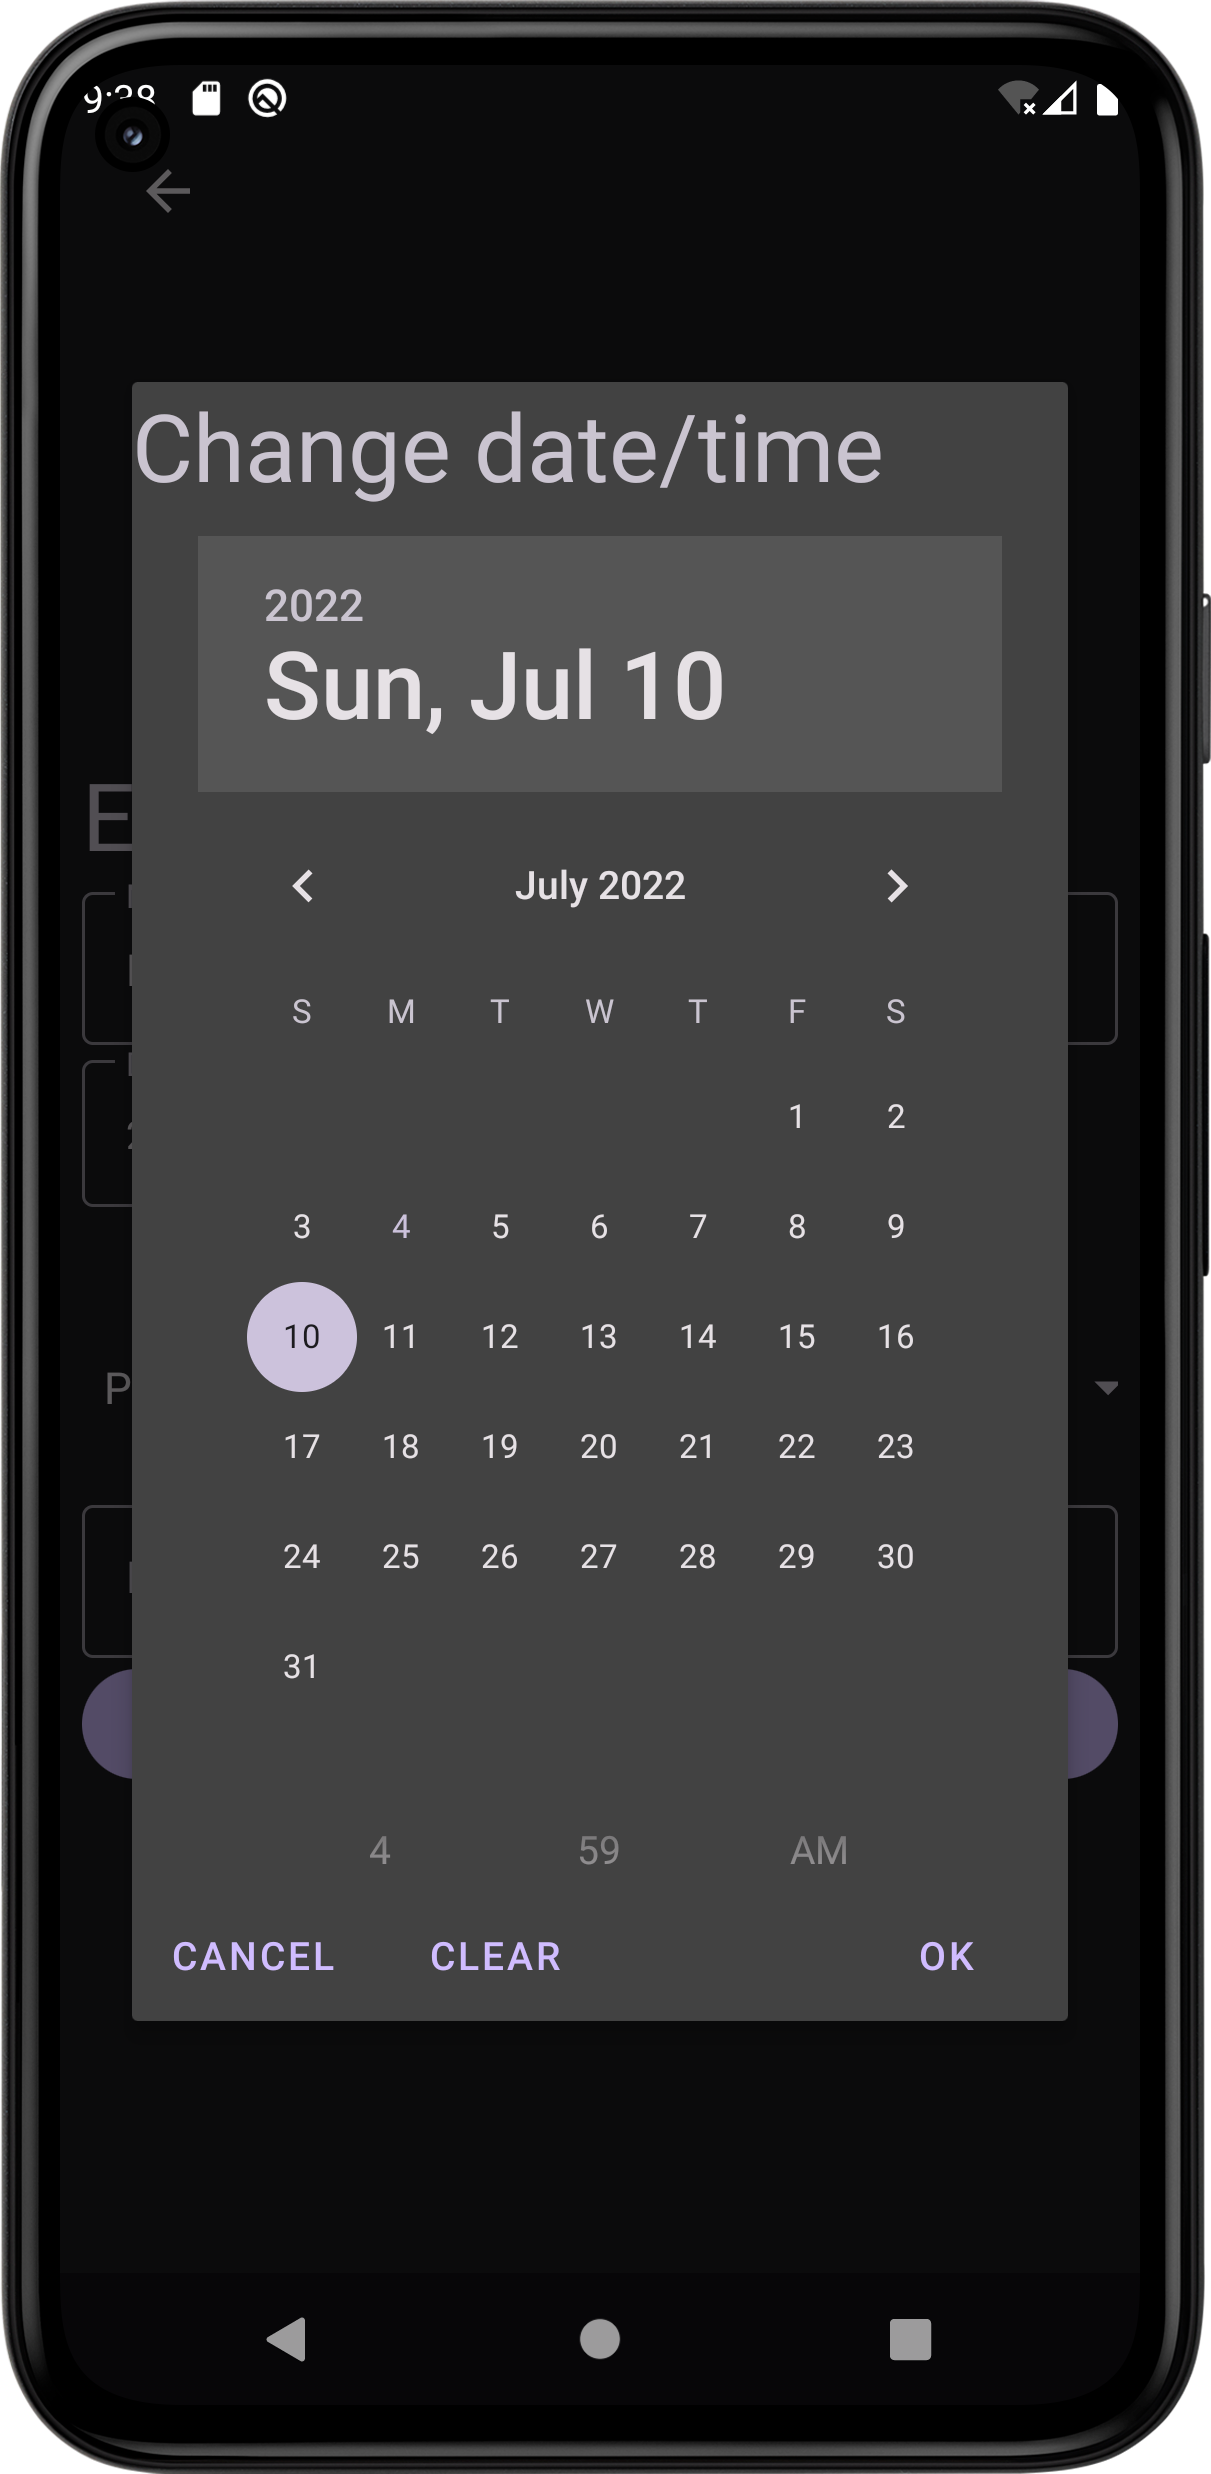 9:38
Change date/time
2022
Sun, Jul 10
July 2022
S M T W T F S
1 2
3 4 5 6 7 8 9
10 11 12 13 14 15 16
17 18 19 20 21 22 23
24 25 26 27 28 29 30
31
4 59 AM
CANCEL CLEAR OK